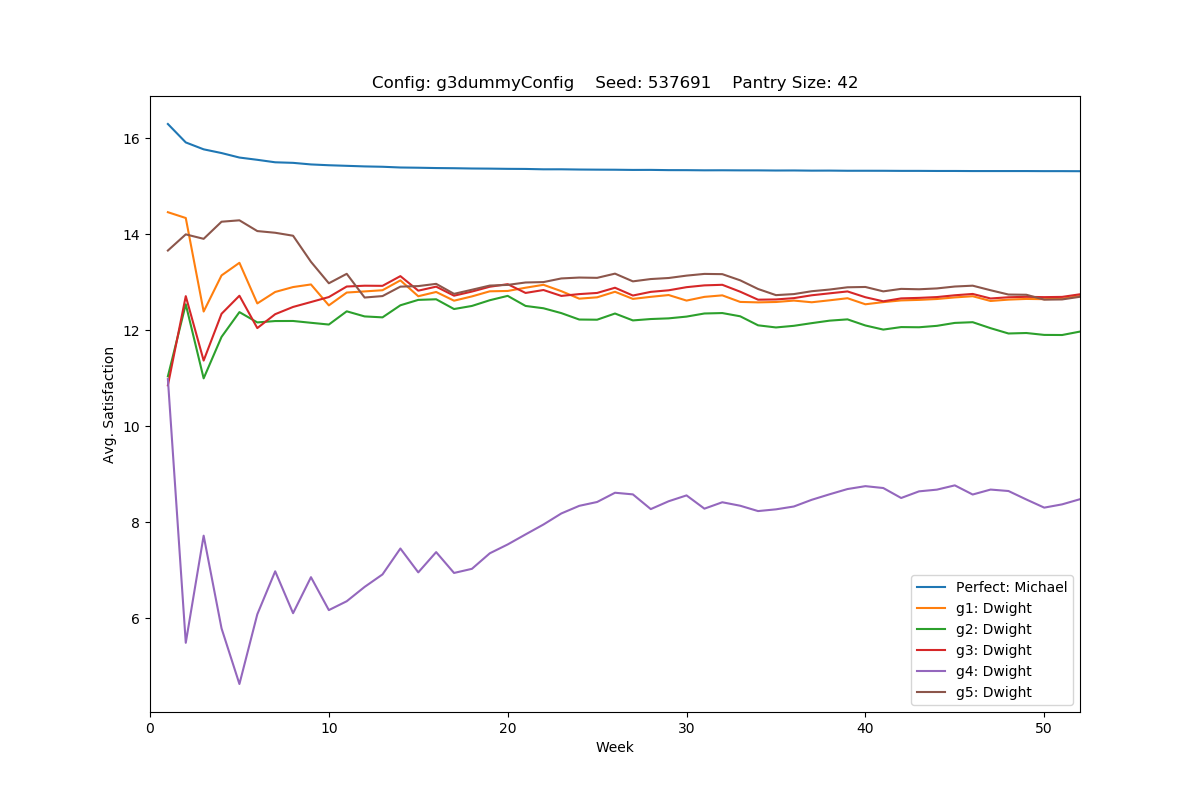 Config: g3dummyConfig    Seed: 537691    Pantry Size: 42
16
14
12
10
8
6
Avg. Satisfaction
0 10 20 30 40 50
Week
Perfect: Michael
g1: Dwight
g2: Dwight
g3: Dwight
g4: Dwight
g5: Dwight